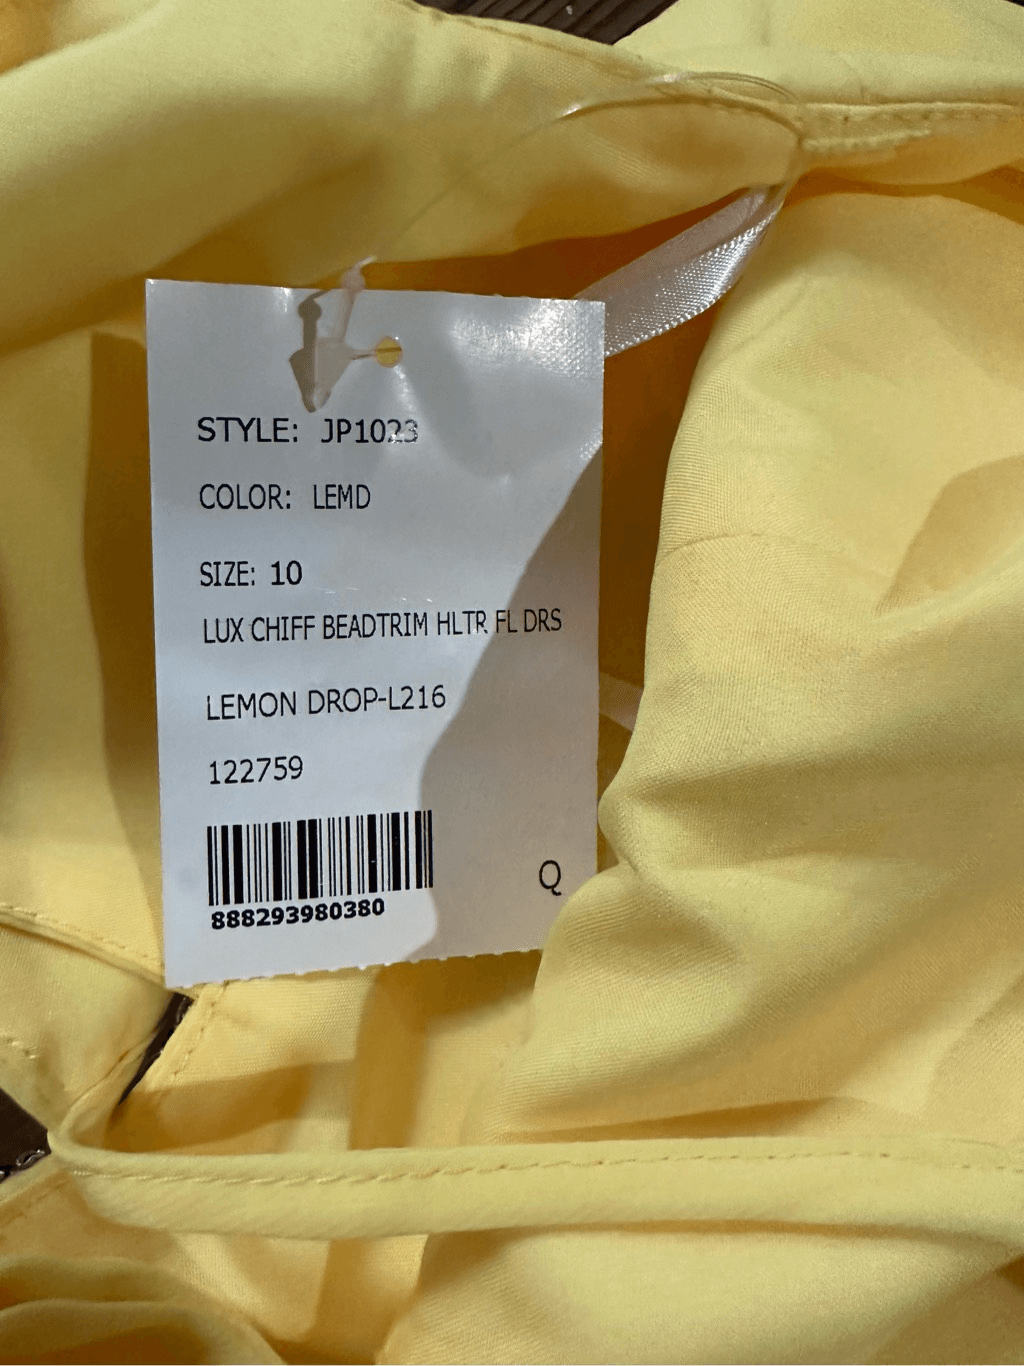 STYLE: JP1023
COLOR: LEMD
SIZE: 10
LUX CHIFF BEADTRIM HLTR FL DRS
LEMON DROP-L216
122759
Q
888293980380